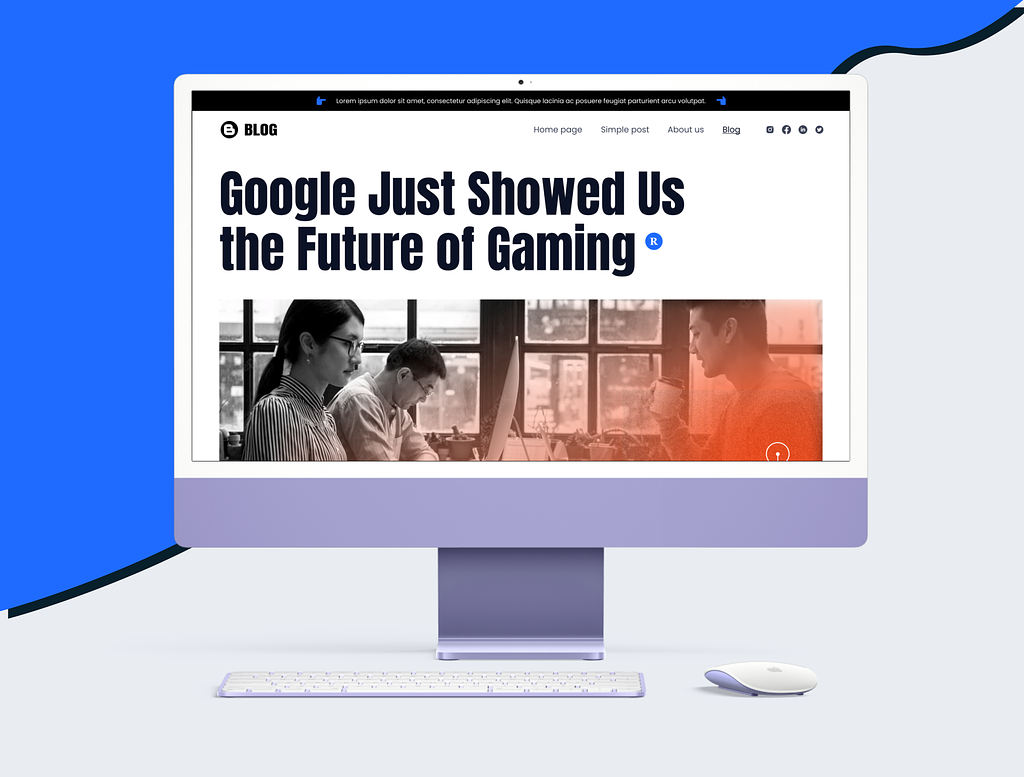 Lorem ipsum dolor sit amet, consectetur adipiscing elit. Quisque lacinia ac posuere feugiat parturient arcu volutpat.
B BLOG
Home page Simple post About us Blog
Google Just Showed Us
the Future of Gaming R